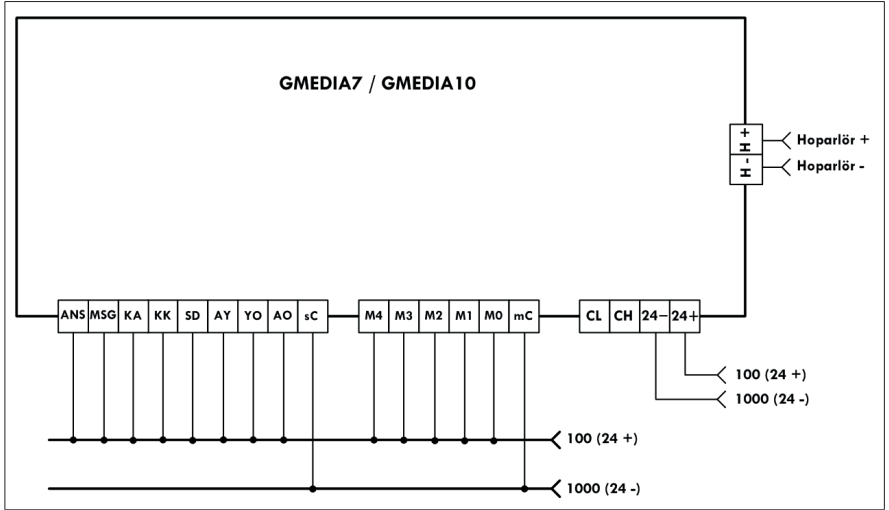 GMEDIA7 / GMEDIA10
H+
H-
Hoparlör +
Hoparlör -
ANS MSG KA KK SD AY YO AO sC
M4 M3 M2 M1 M0 mC
CL CH 24- 24+
100 (24 +)
1000 (24 -)
100 (24 +)
1000 (24 -)